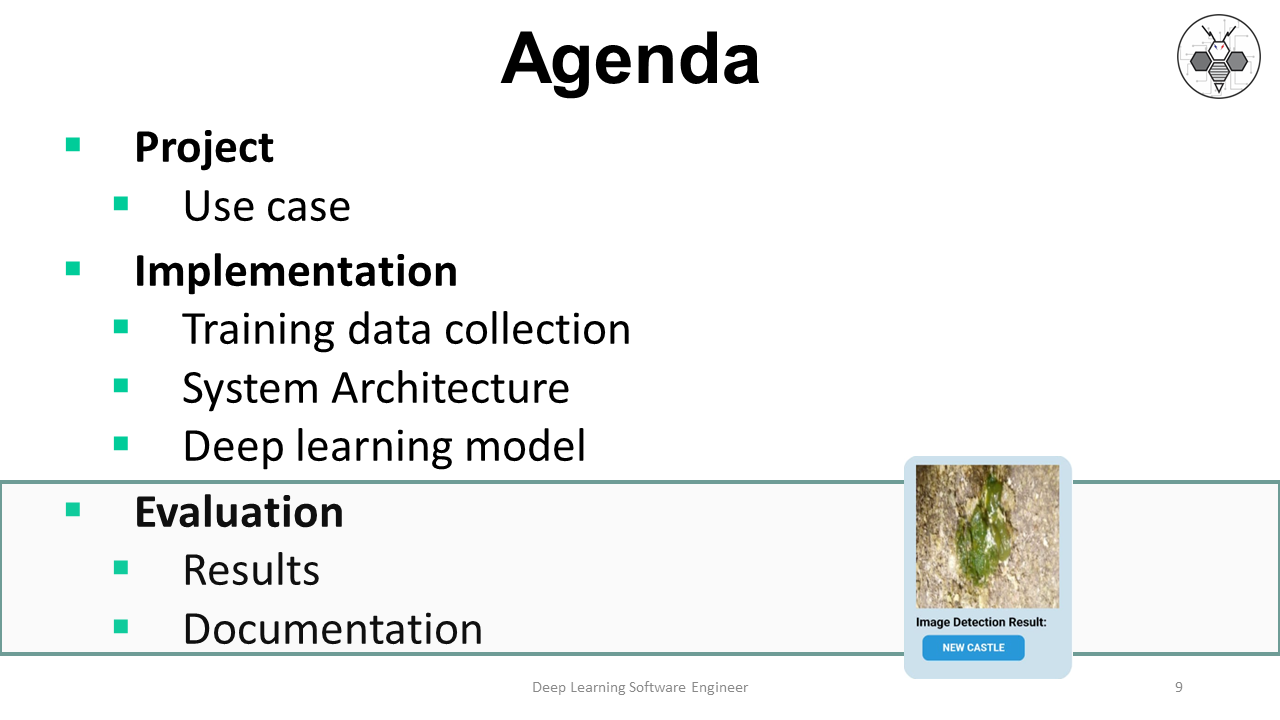 Agenda
Project
Use case
Implementation
Training data collection
System Architecture
Deep learning model
Evaluation
Results
Documentation
Image Detection Result:
NEW CASTLE
Deep Learning Software Engineer
9